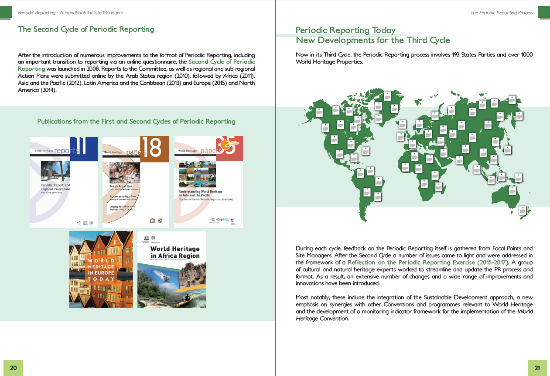 Periodic Reporting - A Handbook for Site Managers
The Second Cycle of Periodic Reporting
After the introduction of numerous improvements to the format of Periodic Reporting, including
an important transition to reporting via an online questionnaire, the Second Cycle of Periodic
Reporting was launched in 2008. Reports to the Committee, as well as regional and sub-regional
Action Plans were submitted online by the Arab States region (2010), followed by Africa (2011),
Asia and the Pacific (2012), Latin America and the Caribbean (2013) and Europe (2015) and North
America (2014).
Publications from the First and Second Cycles of Periodic Reporting
reports
11
papers
18
papers
35
Understanding World Heritage
in Asia and the Pacific
WORLD
HERITAGE
IN EUROPE
TODAY
World Heritage
in Africa Region
20
The Periodic Reporting Process
Periodic Reporting Today
New Developments for the Third Cycle
Now in its Third Cycle, the Periodic Reporting process involves 193 States Parties and over 1000
World Heritage Properties.
During each cycle, feedback on the Periodic Reporting itself is gathered from Focal Points and
Site Managers. After the Second Cycle a number of issues came to light and were addressed in
the framework of a Reflection on the Periodic Reporting Exercise (2015-2017). A group
of cultural and natural heritage experts worked to streamline and update the PR process and
format. As a result, an extensive number of changes and a wide range of improvements and
innovations have been introduced.
Most notably, these include the integration of the Sustainable Development approach, a new
emphasis on synergies with other Conventions and programmes relevant to World Heritage
and the development of a monitoring indicator framework for the implementation of the World
Heritage Convention.
21